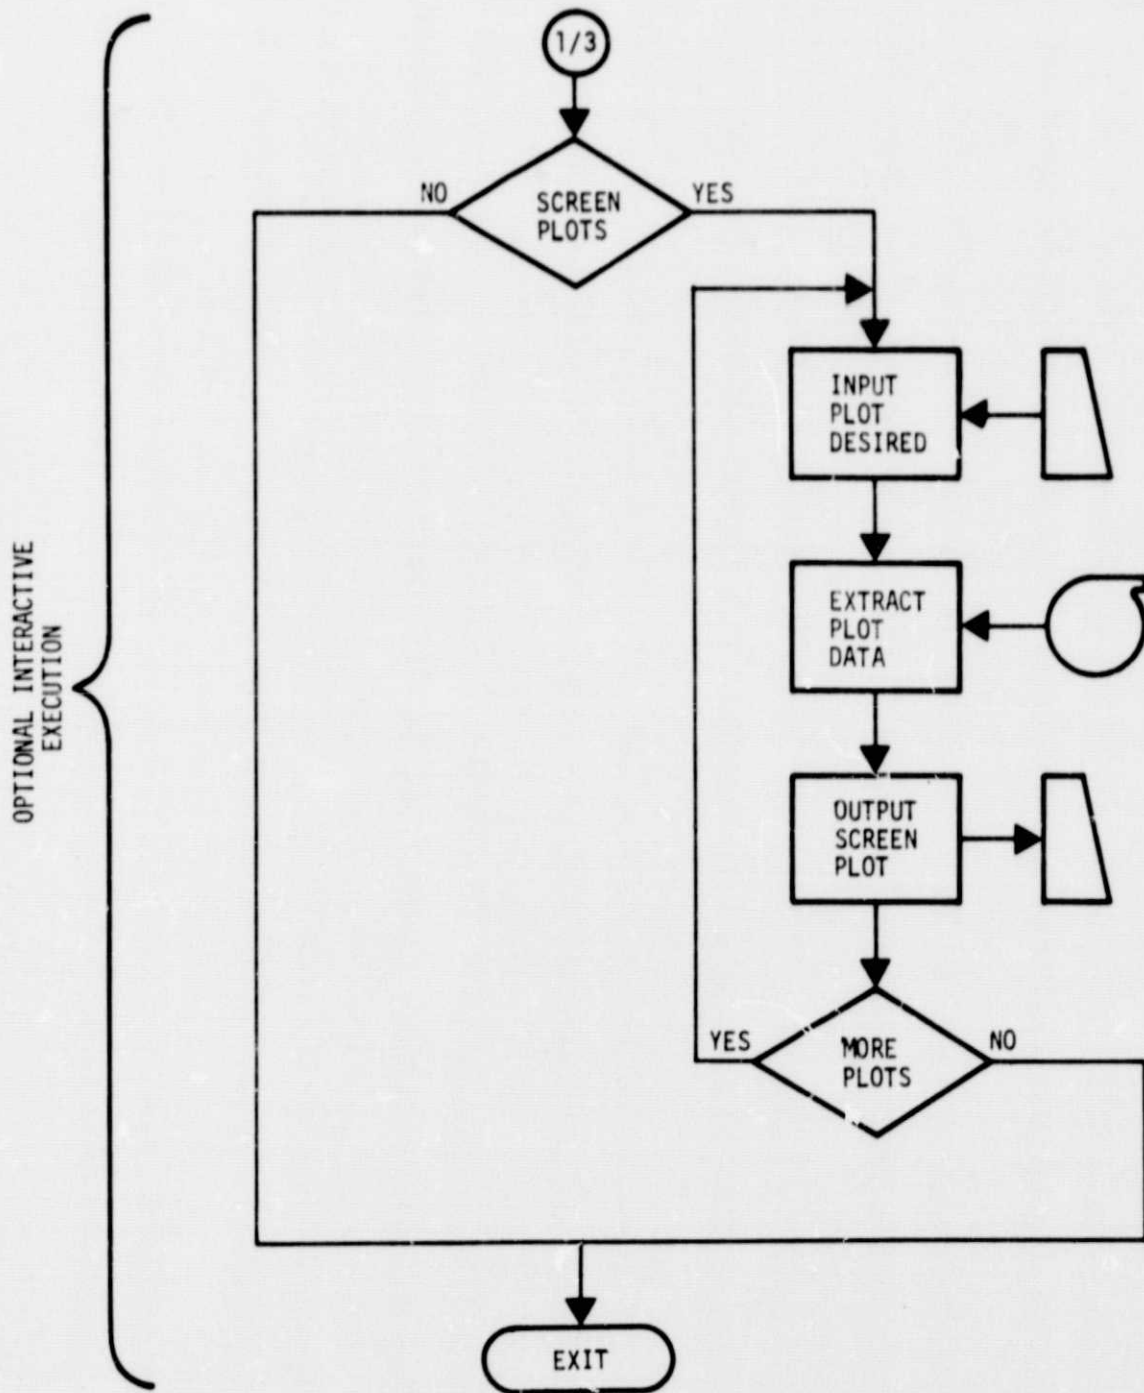 1/3
NO
YES
SCREEN
PLOTS
INPUT
PLOT
DESIRED
EXTRACT
PLOT
DATA
OPTIONAL INTERACTIVE
EXECUTION
OUTPUT
SCREEN
PLOT
YES
MORE
PLOTS
NO
EXIT